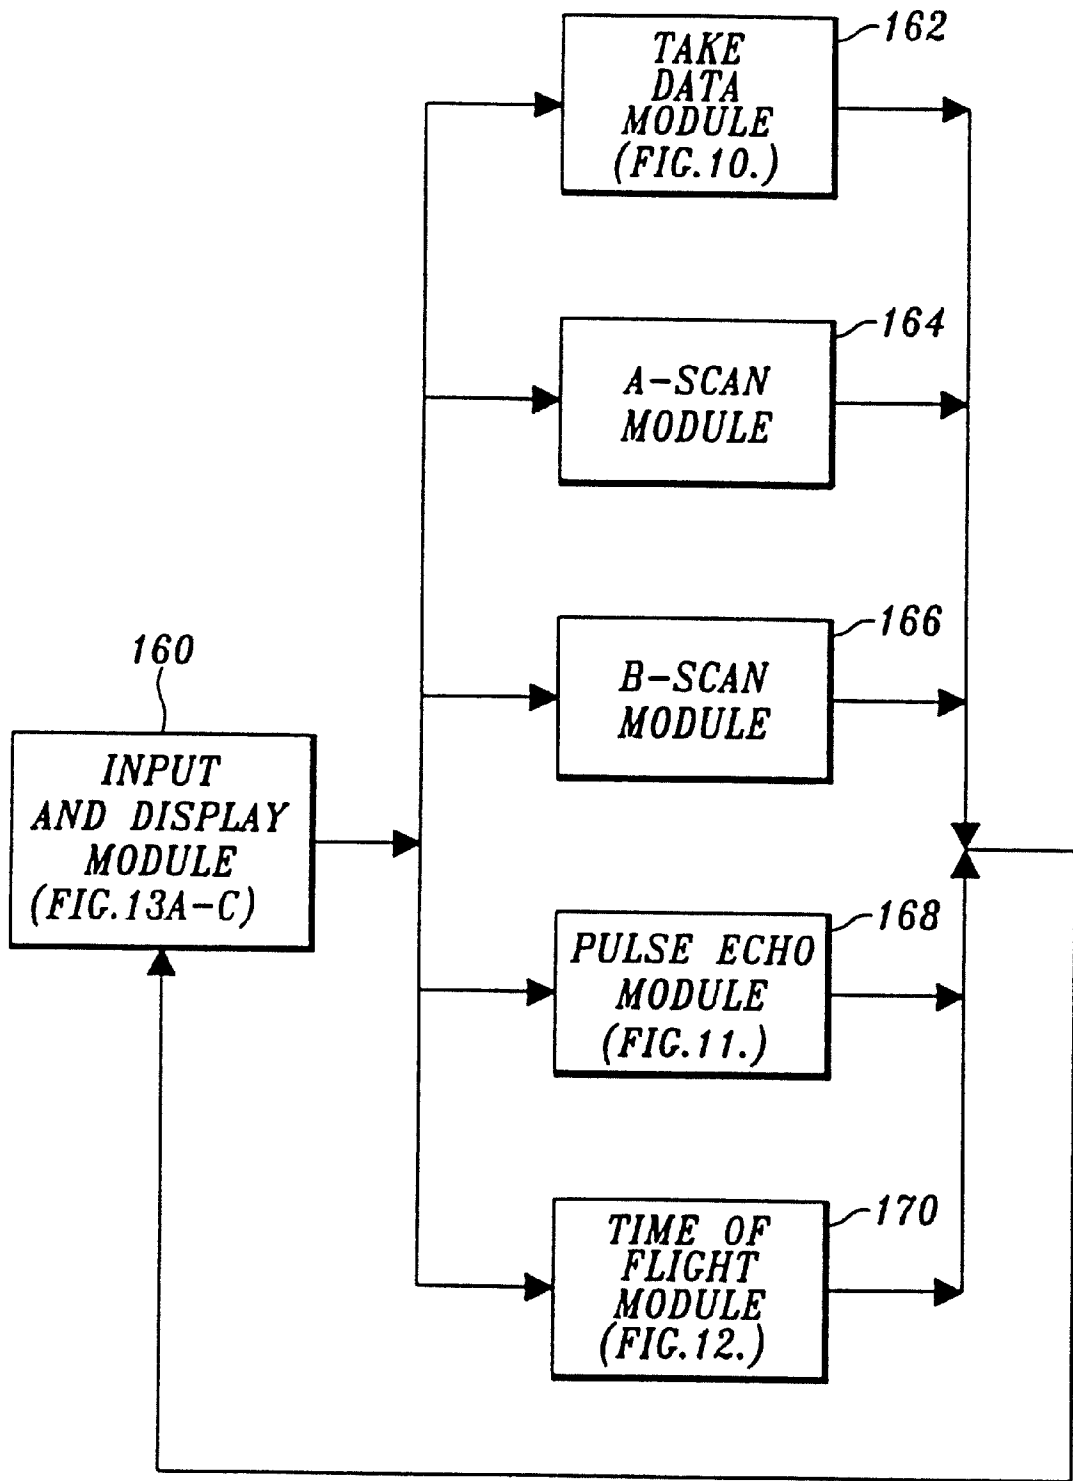 162
TAKE
DATA
MODULE
(FIG.10.)
164
A-SCAN
MODULE
166
B-SCAN
MODULE
160
INPUT
AND DISPLAY
MODULE
(FIG.13A-C)
168
PULSE ECHO
MODULE
(FIG.11.)
170
TIME OF
FLIGHT
MODULE
(FIG.12.)